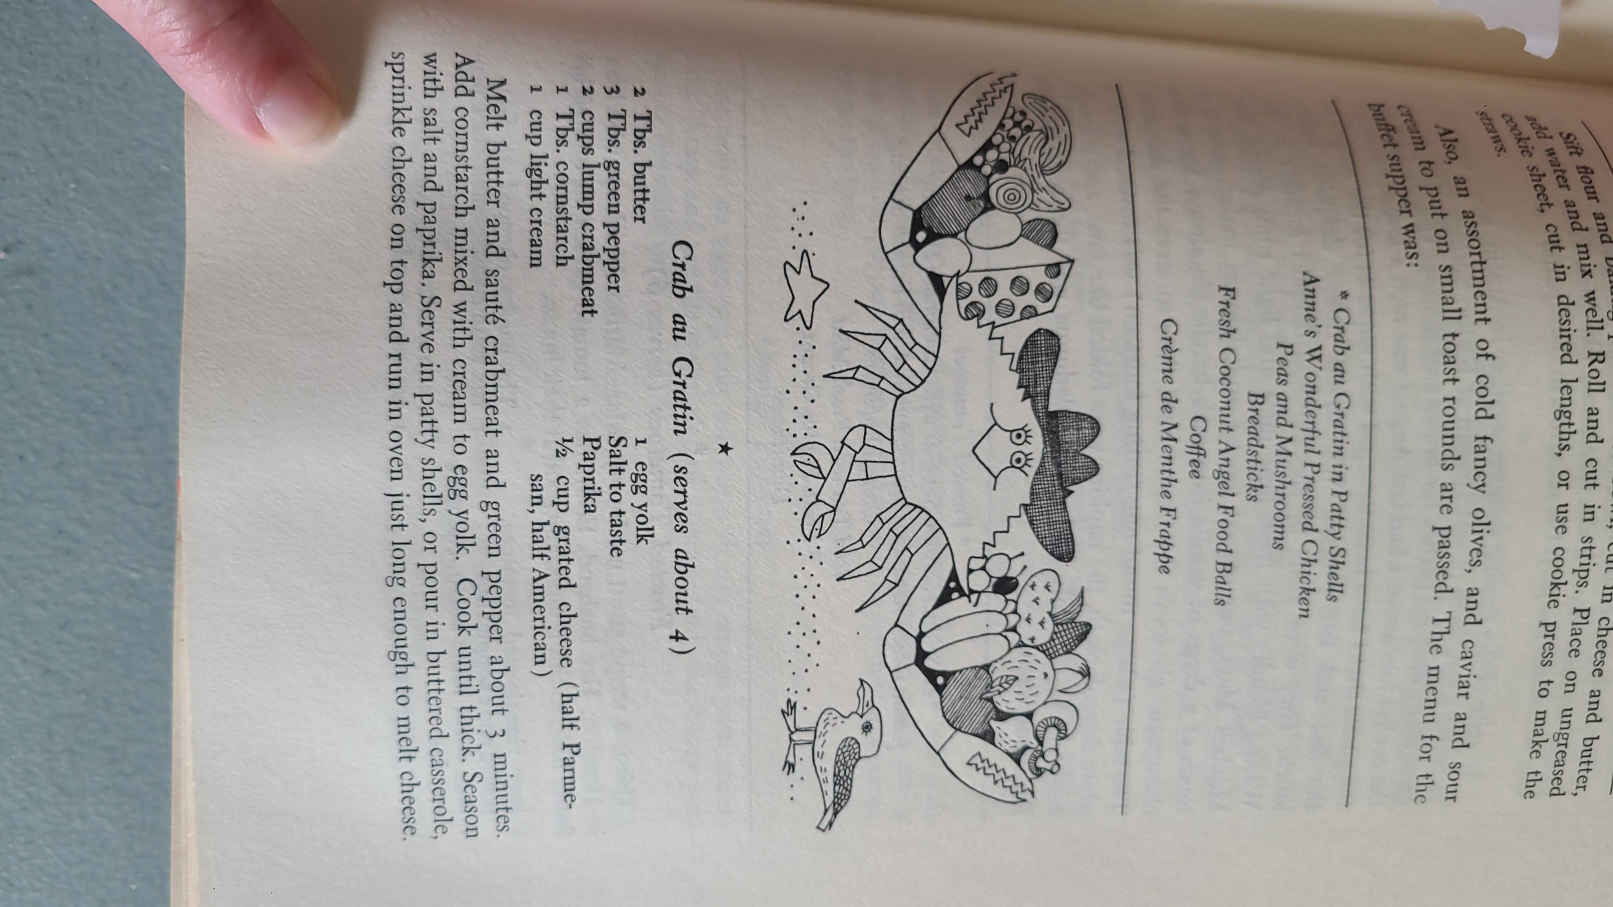 Sift flour and
add water and mix well. Roll and cut in strips. Place on ungreased
cookie sheet, cut in desired lengths, or use cookie press to make the
straws.
Also, an assortment of cold fancy olives, and caviar and sour
cream to put on small toast rounds are passed. The menu for the
buffet supper was:
* Crab au Gratin in Patty Shells
Anne's Wonderful Pressed Chicken
Peas and Mushrooms
Breadsticks
Fresh Coconut Angel Food Balls
Coffee
Crème de Menthe Frappe
★
Crab au Gratin (serves about 4)
2 Tbs. butter
3 Tbs. green pepper
2 cups lump crabmeat
1 Tbs. cornstarch
1 cup light cream
1 egg yolk
Salt to taste
Paprika
½ cup grated cheese (half Parme-
san, half American)
Melt butter and sauté crabmeat and green pepper about 3 minutes.
Add cornstarch mixed with cream to egg yolk. Cook until thick. Season
with salt and paprika. Serve in patty shells, or pour in buttered casserole,
sprinkle cheese on top and run in oven just long enough to melt cheese.